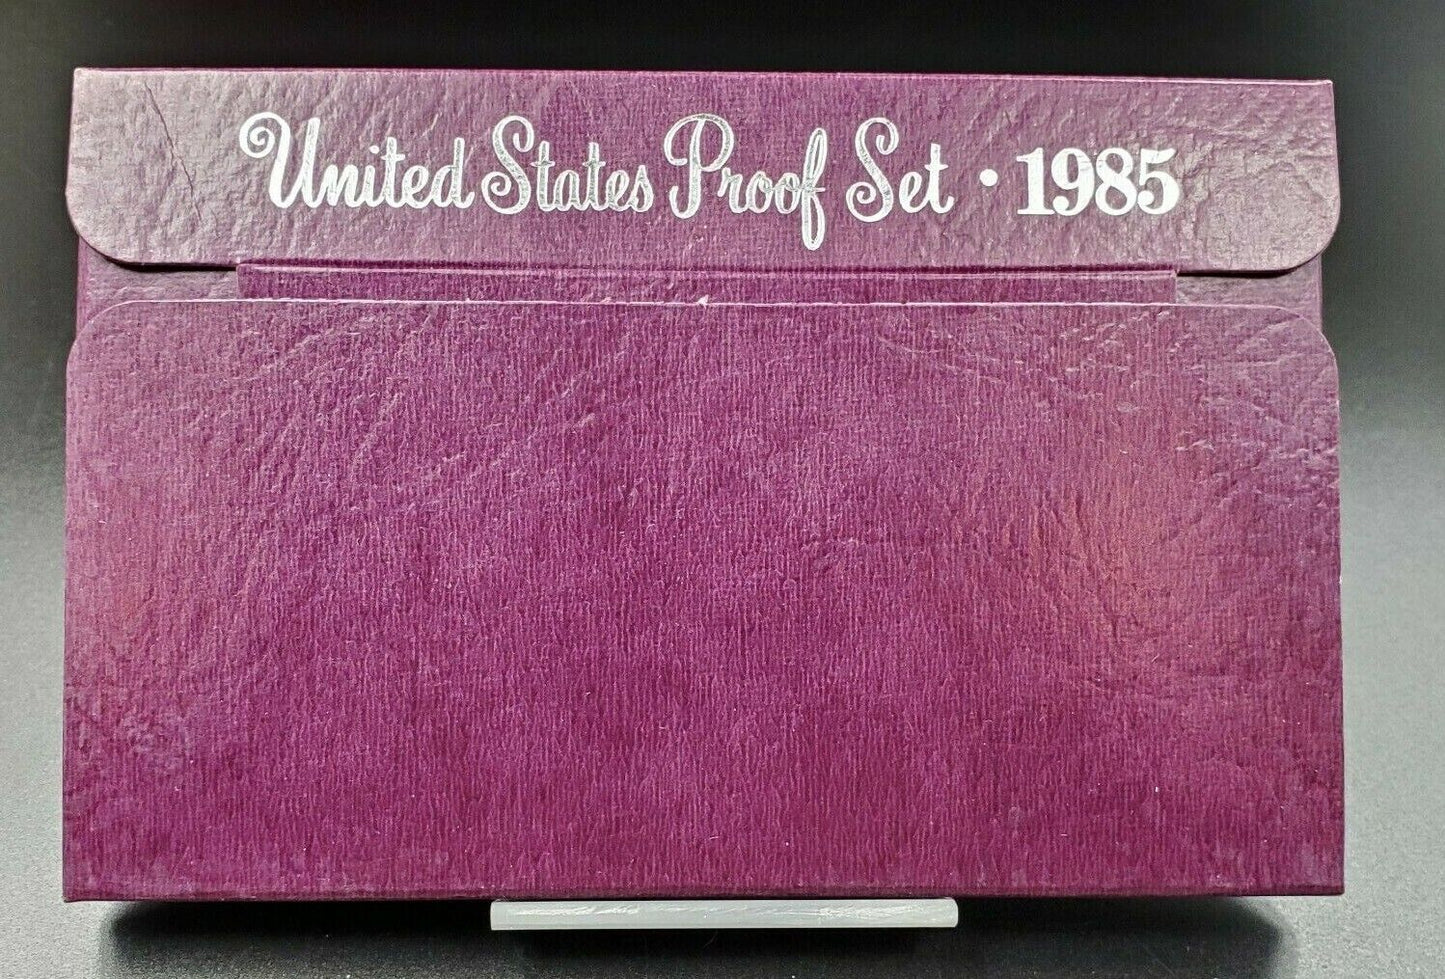 United States Proof Set • 1985